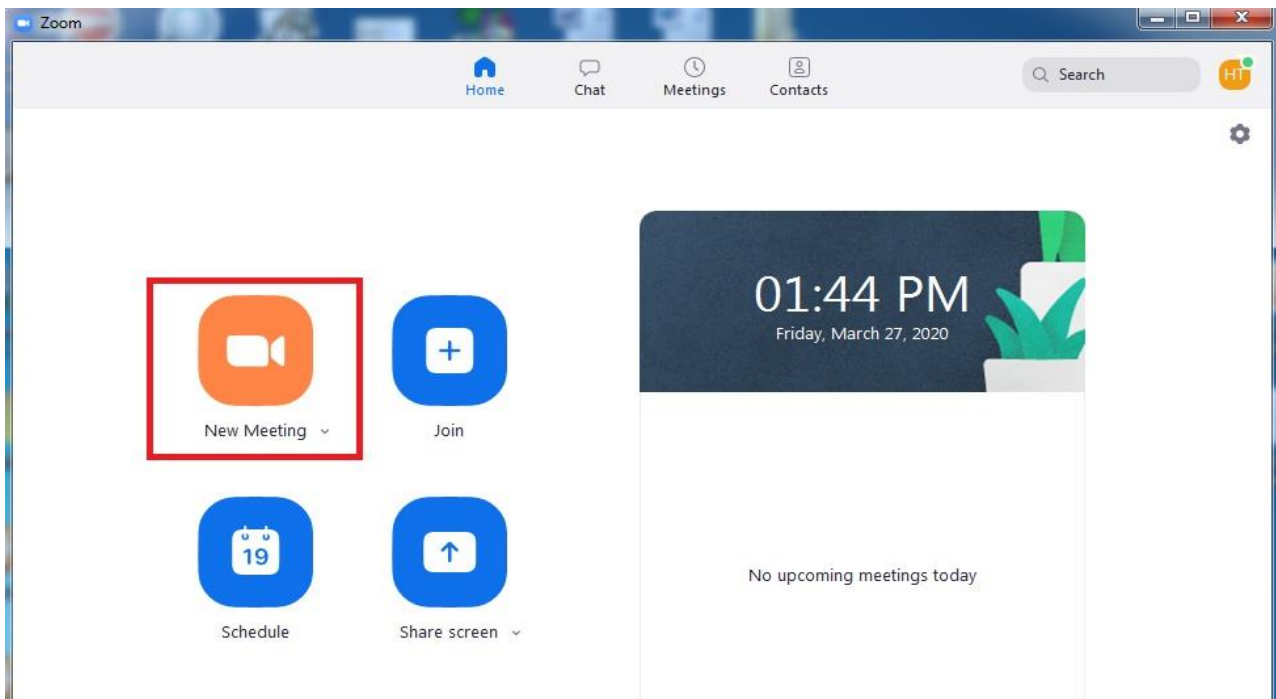 Zoom
Home
Chat
Meetings
Contacts
Search
HT
01:44 PM
Friday, March 27, 2020
New Meeting
Join
19
Schedule
Share screen
No upcoming meetings today